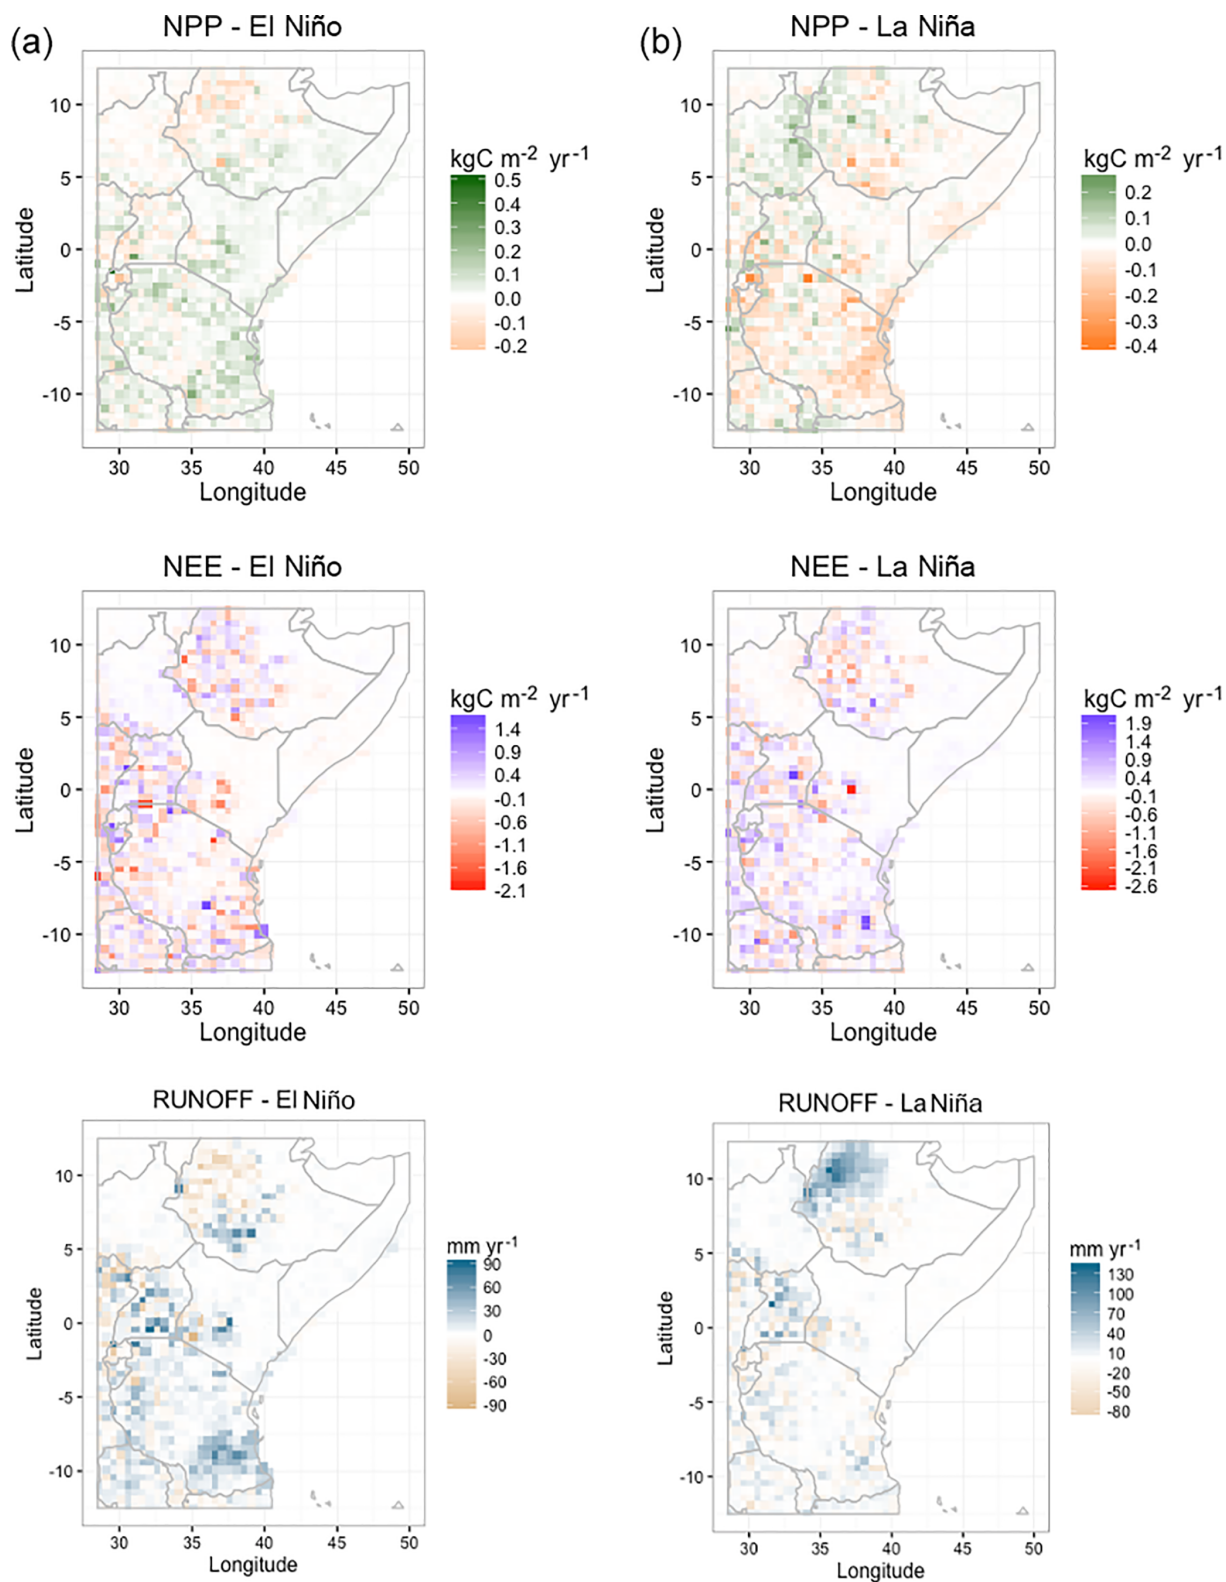 (a)
NPP - El Niño
10
5
0
-5
-10
Latitude
30 35 40 45 50
Longitude
kgC m-2 yr-1
0.5
0.4
0.3
0.2
0.1
0.0
-0.1
-0.2
(b)
NPP - La Niña
10
5
0
-5
-10
Latitude
30 35 40 45 50
Longitude
kgC m-2 yr-1
0.2
0.1
0.0
-0.1
-0.2
-0.3
-0.4
NEE - El Niño
10
5
0
-5
-10
Latitude
30 35 40 45 50
Longitude
kgC m-2 yr-1
1.4
0.9
0.4
-0.1
-0.6
-1.1
-1.6
-2.1
NEE - La Niña
10
5
0
-5
-10
Latitude
30 35 40 45 50
Longitude
kgC m-2 yr-1
1.9
1.4
0.9
0.4
-0.1
-0.6
-1.1
-1.6
-2.1
-2.6
RUNOFF - El Niño
10
5
0
-5
-10
Latitude
30 35 40 45 50
Longitude
mm yr-1
90
60
30
0
-30
-60
-90
RUNOFF - La Niña
10
5
0
-5
-10
Latitude
30 35 40 45 50
Longitude
mm yr-1
130
100
70
40
10
-20
-50
-80